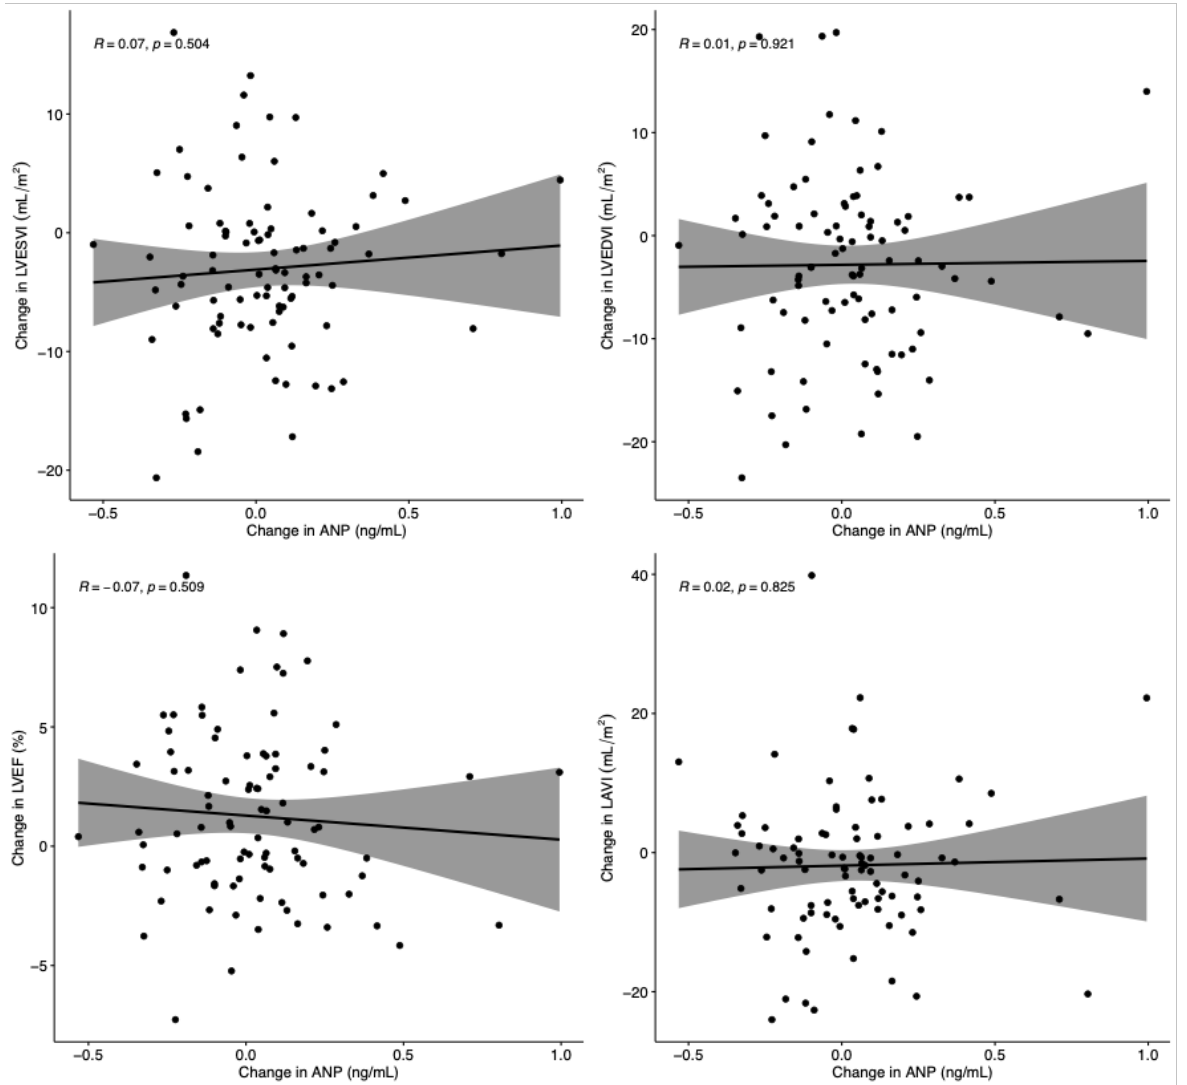 R = 0.07, p = 0.504
10
0
−10
−20
Change in LVESVI (mL/m²)
−0.5 0.0 0.5 1.0
Change in ANP (ng/mL)
R = 0.01, p = 0.921
20
10
0
−10
−20
Change in LVEDVI (mL/m²)
−0.5 0.0 0.5 1.0
Change in ANP (ng/mL)
R = −0.07, p = 0.509
10
5
0
−5
Change in LVEF (%)
−0.5 0.0 0.5 1.0
Change in ANP (ng/mL)
R = 0.02, p = 0.825
40
20
0
−20
Change in LAVI (mL/m²)
−0.5 0.0 0.5 1.0
Change in ANP (ng/mL)